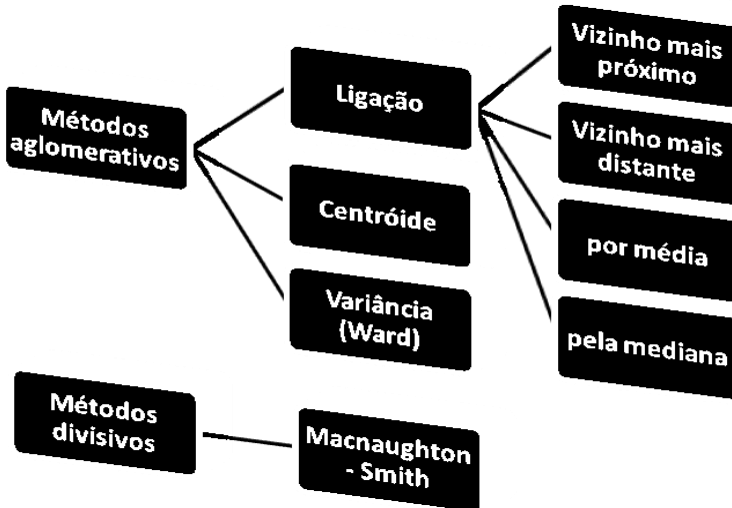 Métodos
aglomerativos
Ligação
Centróide
Variância
(Ward)
Vizinho mais
próximo
Vizinho mais
distante
por média
pela mediana
Métodos
divisivos
Macnaughton
- Smith